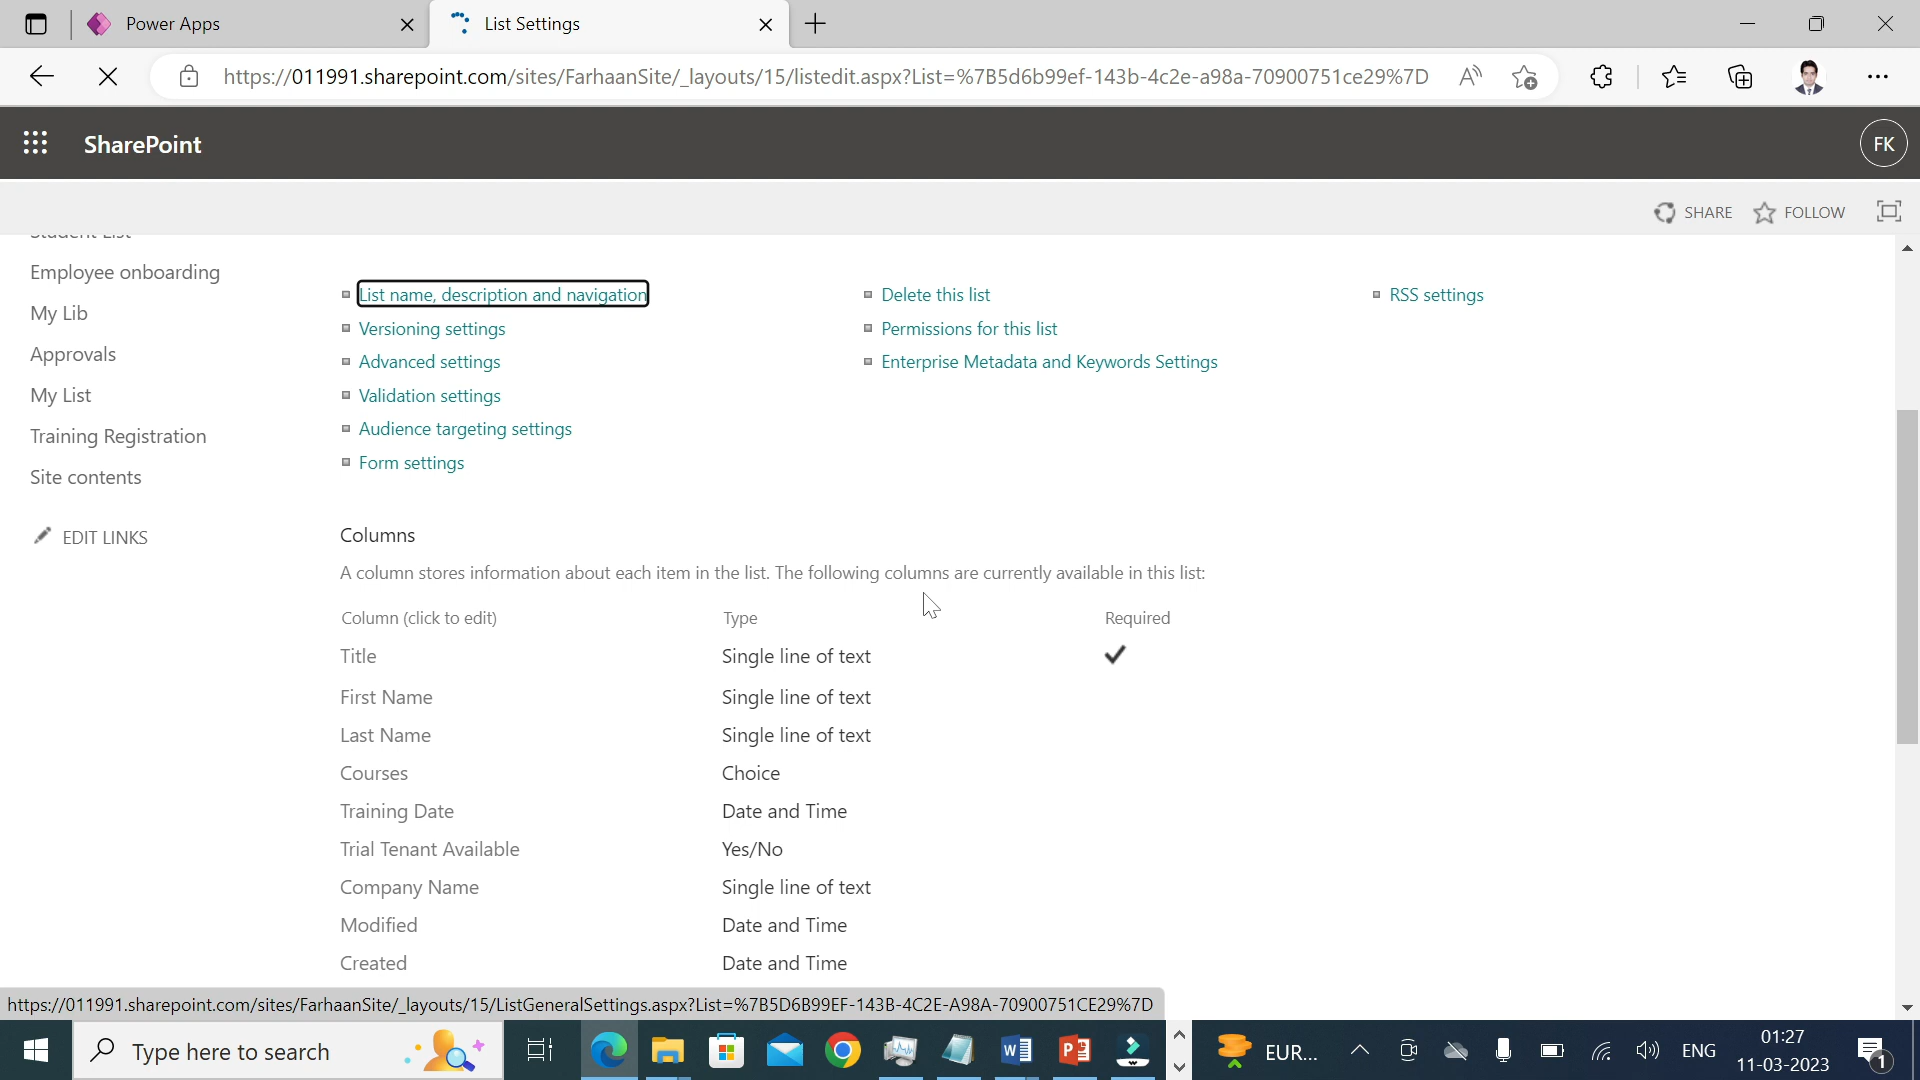 Power Apps
List Settings
https://011991.sharepoint.com/sites/FarhaanSite/_layouts/15/listedit.aspx?List=%7B5d6b99ef-143b-4c2e-a98a-70900751ce29%7D
SharePoint
FK
SHARE
FOLLOW
Student List
Employee onboarding
My Lib
Approvals
My List
Training Registration
Site contents
EDIT LINKS
List name, description and navigation
Versioning settings
Advanced settings
Validation settings
Audience targeting settings
Form settings
Delete this list
Permissions for this list
Enterprise Metadata and Keywords Settings
RSS settings
Columns
A column stores information about each item in the list. The following columns are currently available in this list:
Column (click to edit) Type Required
Title Single line of text
First Name Single line of text
Last Name Single line of text
Courses Choice
Training Date Date and Time
Trial Tenant Available Yes/No
Company Name Single line of text
Modified Date and Time
Created Date and Time
https://011991.sharepoint.com/sites/FarhaanSite/_layouts/15/ListGeneralSettings.aspx?List=%7B5D6B99EF-143B-4C2E-A98A-70900751CE29%7D
Type here to search
EUR...
ENG
01:27
11-03-2023
1